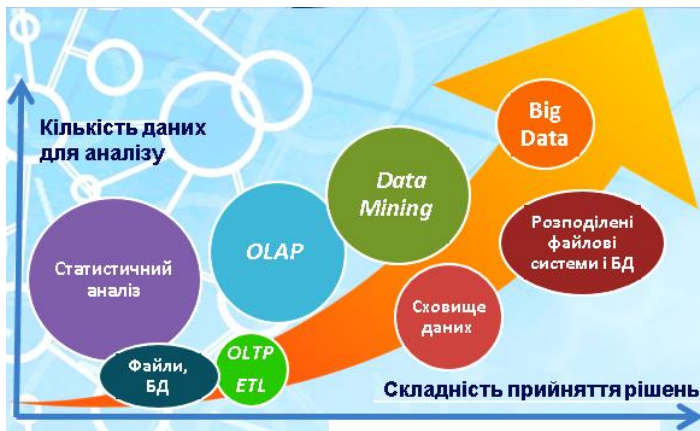 Кількість даних
для аналізу
Big
Data
Data
Mining
OLAP
Статистичний
аналіз
Розподілені
файлові
системи і БД
Сховище
даних
OLTP
ETL
Файли,
БД
Складність прийняття рішень